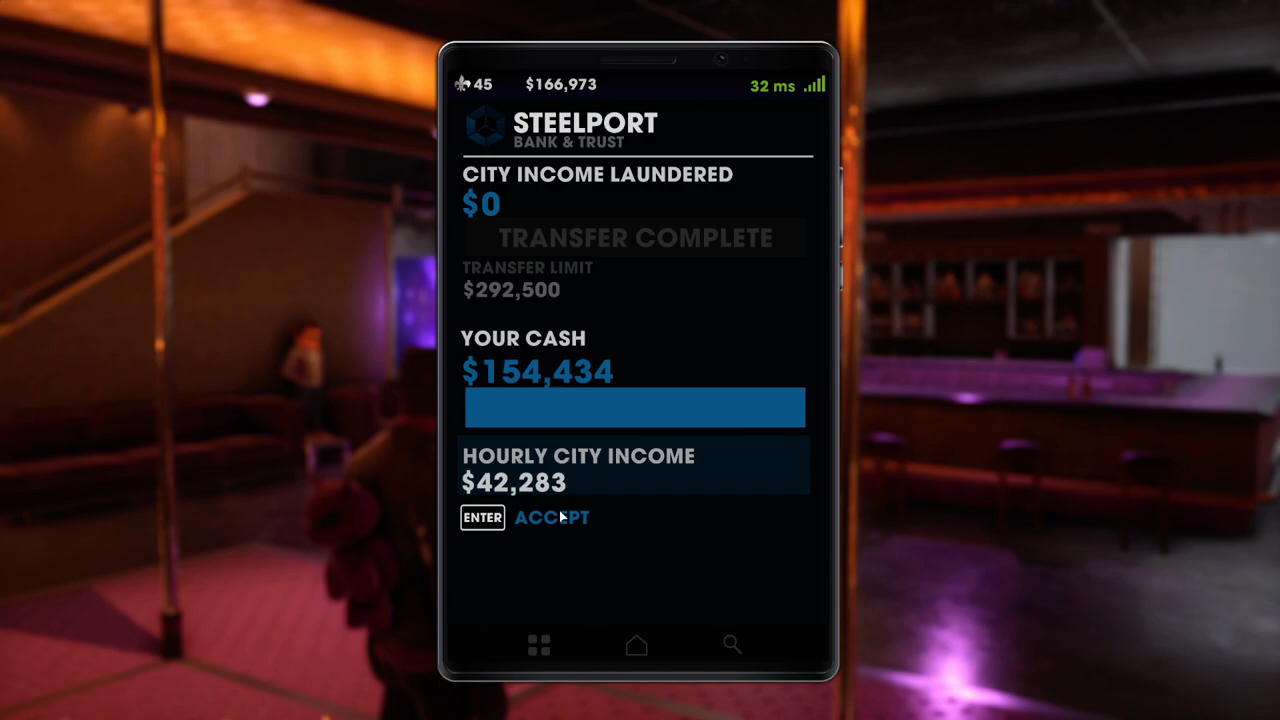 45 $166,973 32 ms
STEELPORT
BANK & TRUST
CITY INCOME LAUNDERED
$0
TRANSFER COMPLETE
TRANSFER LIMIT
$292,500
YOUR CASH
$154,434
HOURLY CITY INCOME
$42,283
ENTER ACCEPT